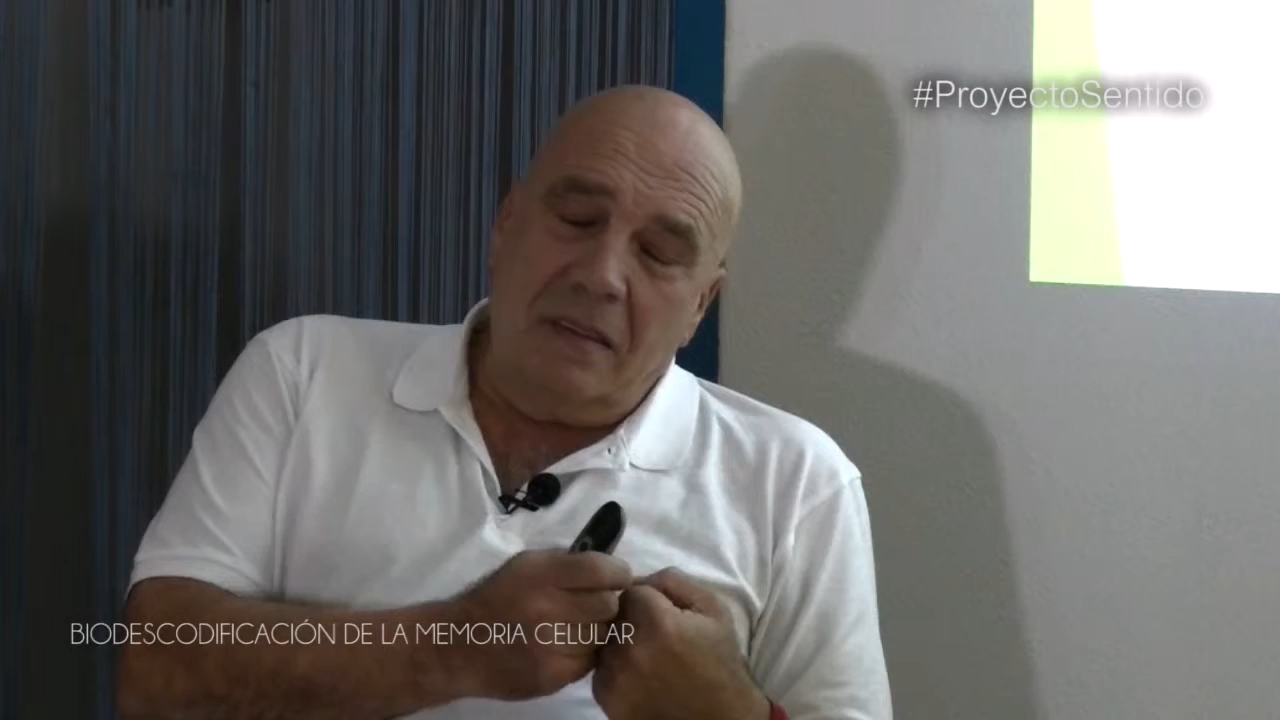 #ProyectoSentido
BIODESCODIFICACIÓN DE LA MEMORIA CELULAR